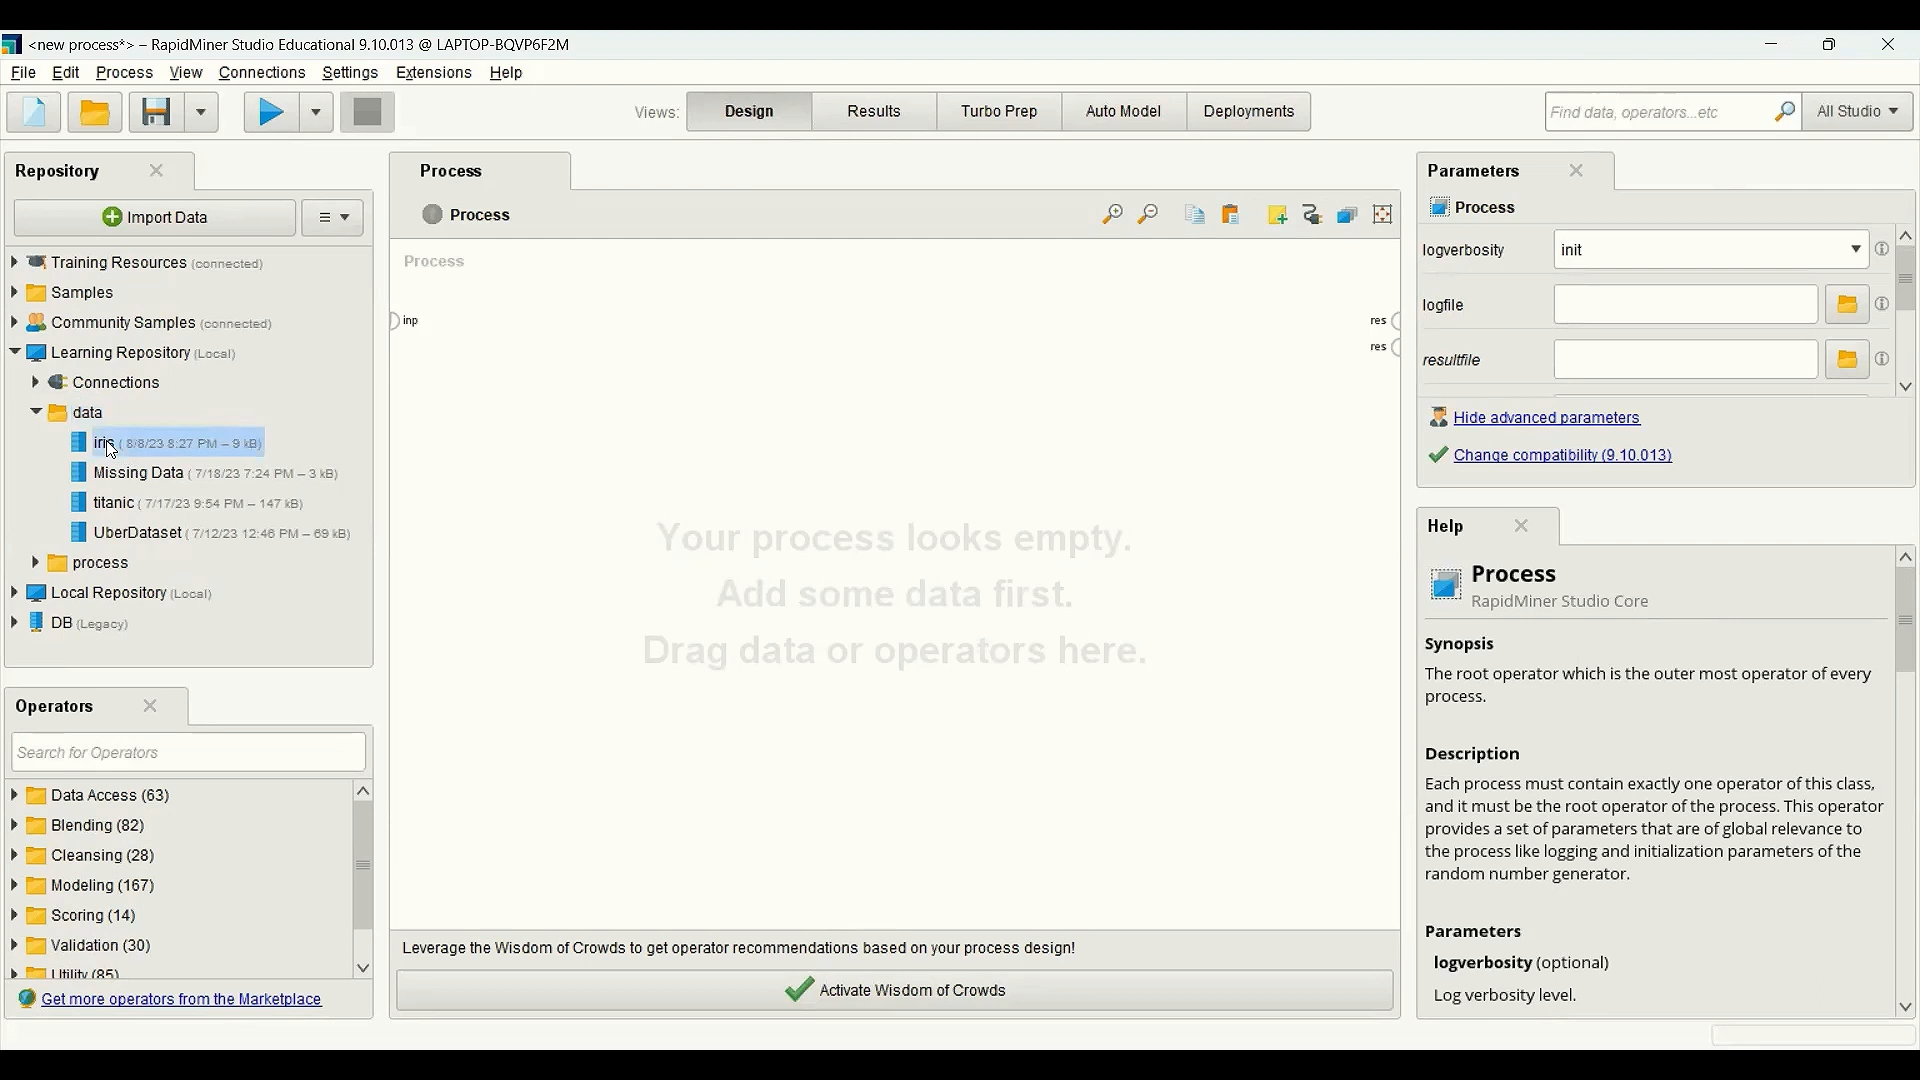 <new process*> – RapidMiner Studio Educational 9.10.013 @ LAPTOP-BQVP6F2M
File Edit Process View Connections Settings Extensions Help
Views: Design Results Turbo Prep Auto Model Deployments
Find data, operators...etc All Studio
Repository
Import Data
Training Resources (connected)
Samples
Community Samples (connected)
Learning Repository (Local)
Connections
data
iris ( 8/8/23 8:27 PM – 9 kB)
Missing Data ( 7/18/23 7:24 PM – 3 kB)
titanic ( 7/17/23 9:54 PM – 147 kB)
UberDataset ( 7/12/23 12:46 PM – 69 kB)
process
Local Repository (Local)
DB (Legacy)
Operators
Search for Operators
Data Access (63)
Blending (82)
Cleansing (28)
Modeling (167)
Scoring (14)
Validation (30)
Utility (85)
Get more operators from the Marketplace
Process
Process
Process
inp
res
res
Your process looks empty.
Add some data first.
Drag data or operators here.
Leverage the Wisdom of Crowds to get operator recommendations based on your process design!
Activate Wisdom of Crowds
Parameters
Process
logverbosity init
logfile
resultfile
Hide advanced parameters
Change compatibility (9.10.013)
Help
Process
RapidMiner Studio Core
Synopsis
The root operator which is the outer most operator of every
process.
Description
Each process must contain exactly one operator of this class,
and it must be the root operator of the process. This operator
provides a set of parameters that are of global relevance to
the process like logging and initialization parameters of the
random number generator.
Parameters
logverbosity (optional)
Log verbosity level.